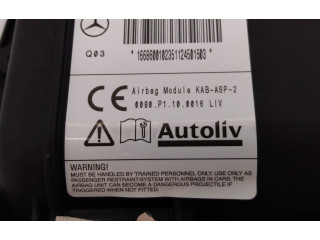 Q03
*16686001023511245015​03*
Airbag Module KAB-ASP-2
0080.P1.10.0016 LIV
CE
Autoliv
WARNING!
MUST BE HANDLED BY TRAINED PERSONNEL ONLY. USE ONLY AS
PASSENGER RESTRAINT-SYSTEM WITH AIRBAGS IN CARS. THE
AIRBAG UNIT CAN BECOME A DANGEROUS PROJECTILE IF
TRIGGERED WHEN NOT FITTED.